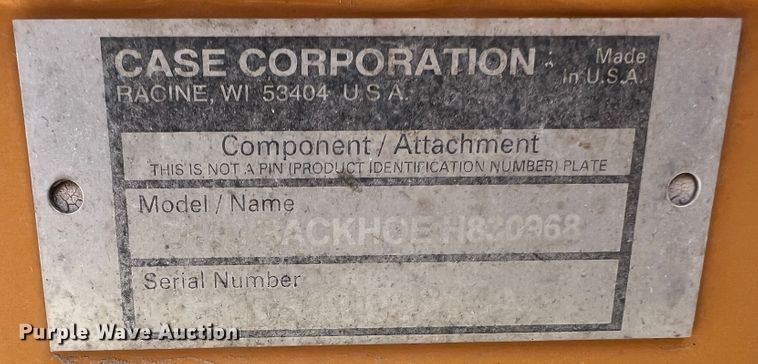 CASE CORPORATION
Made
in U.S.A.
RACINE, WI 53404 U.S.A.
Component / Attachment
THIS IS NOT A PIN (PRODUCT IDENTIFICATION NUMBER) PLATE
Model / Name
BACKHOE H830968
Serial Number
Purple Wave Auction